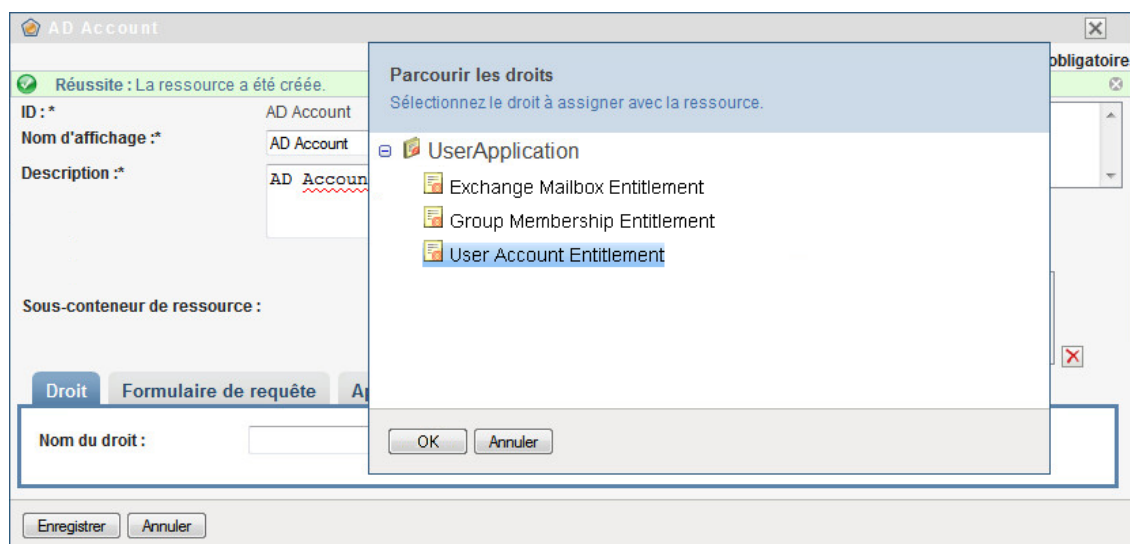 AD Account
obligatoire
Réussite : La ressource a été créée.
ID : * AD Account
Nom d'affichage :* AD Account
Description :* AD Accoun
Sous-conteneur de ressource :
Droit Formulaire de requête
Nom du droit :
Enregistrer Annuler
Parcourir les droits
Sélectionnez le droit à assigner avec la ressource.
UserApplication
Exchange Mailbox Entitlement
Group Membership Entitlement
User Account Entitlement
OK Annuler